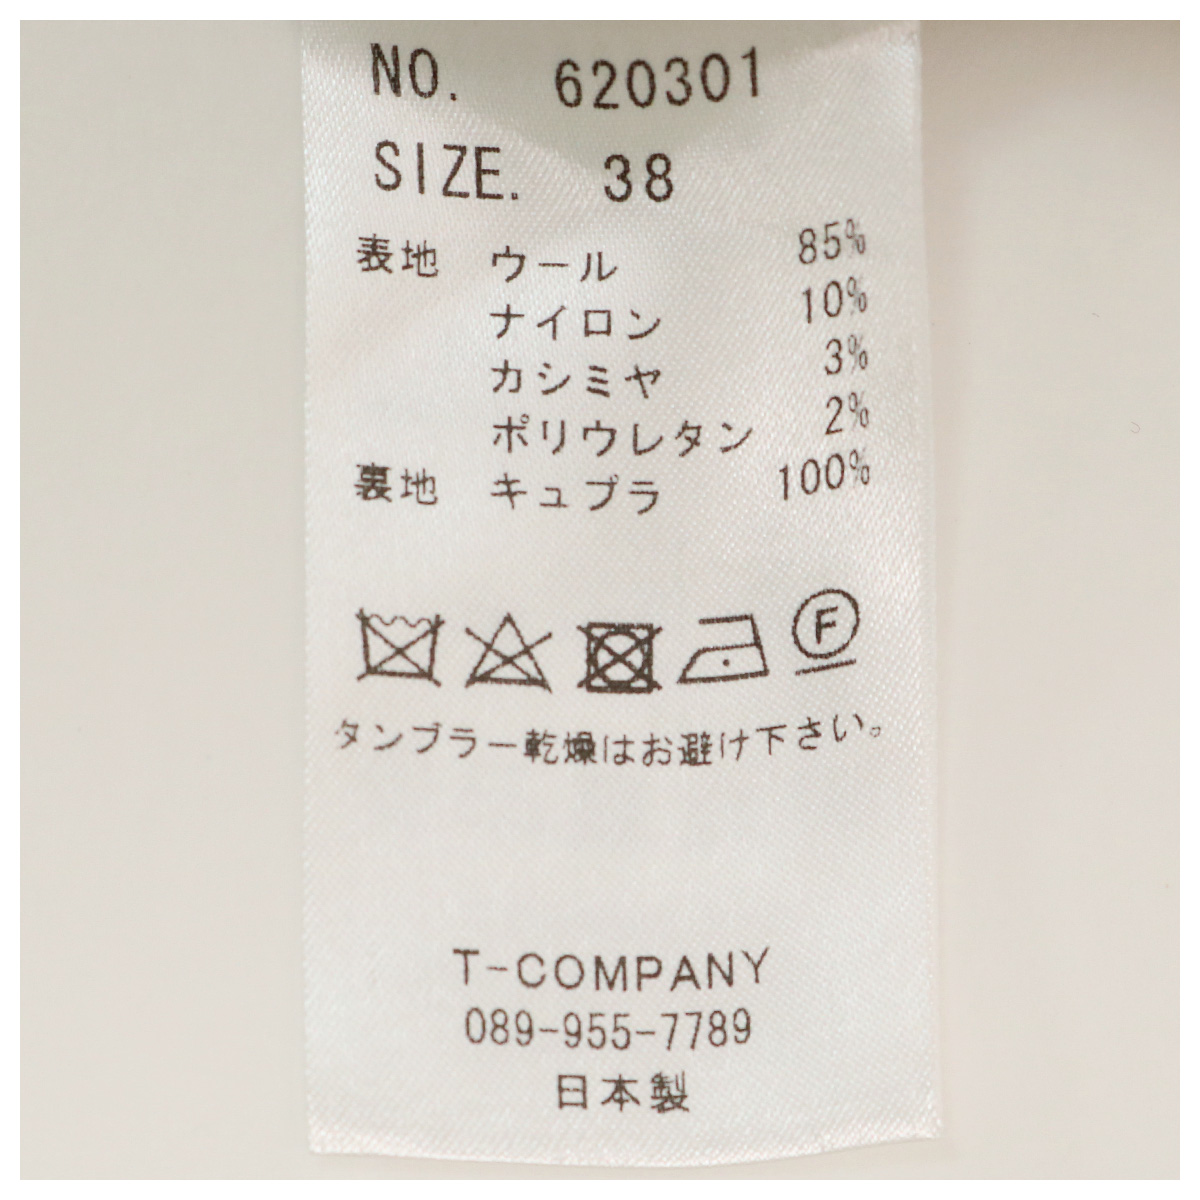 NO. 620301
SIZE. 38
表地 ウール 85%
ナイロン 10%
カシミヤ 3%
ポリウレタン 2%
裏地 キュプラ 100%
F
タンブラー乾燥はお避け下さい。
T-COMPANY
089-955-7789
日本製